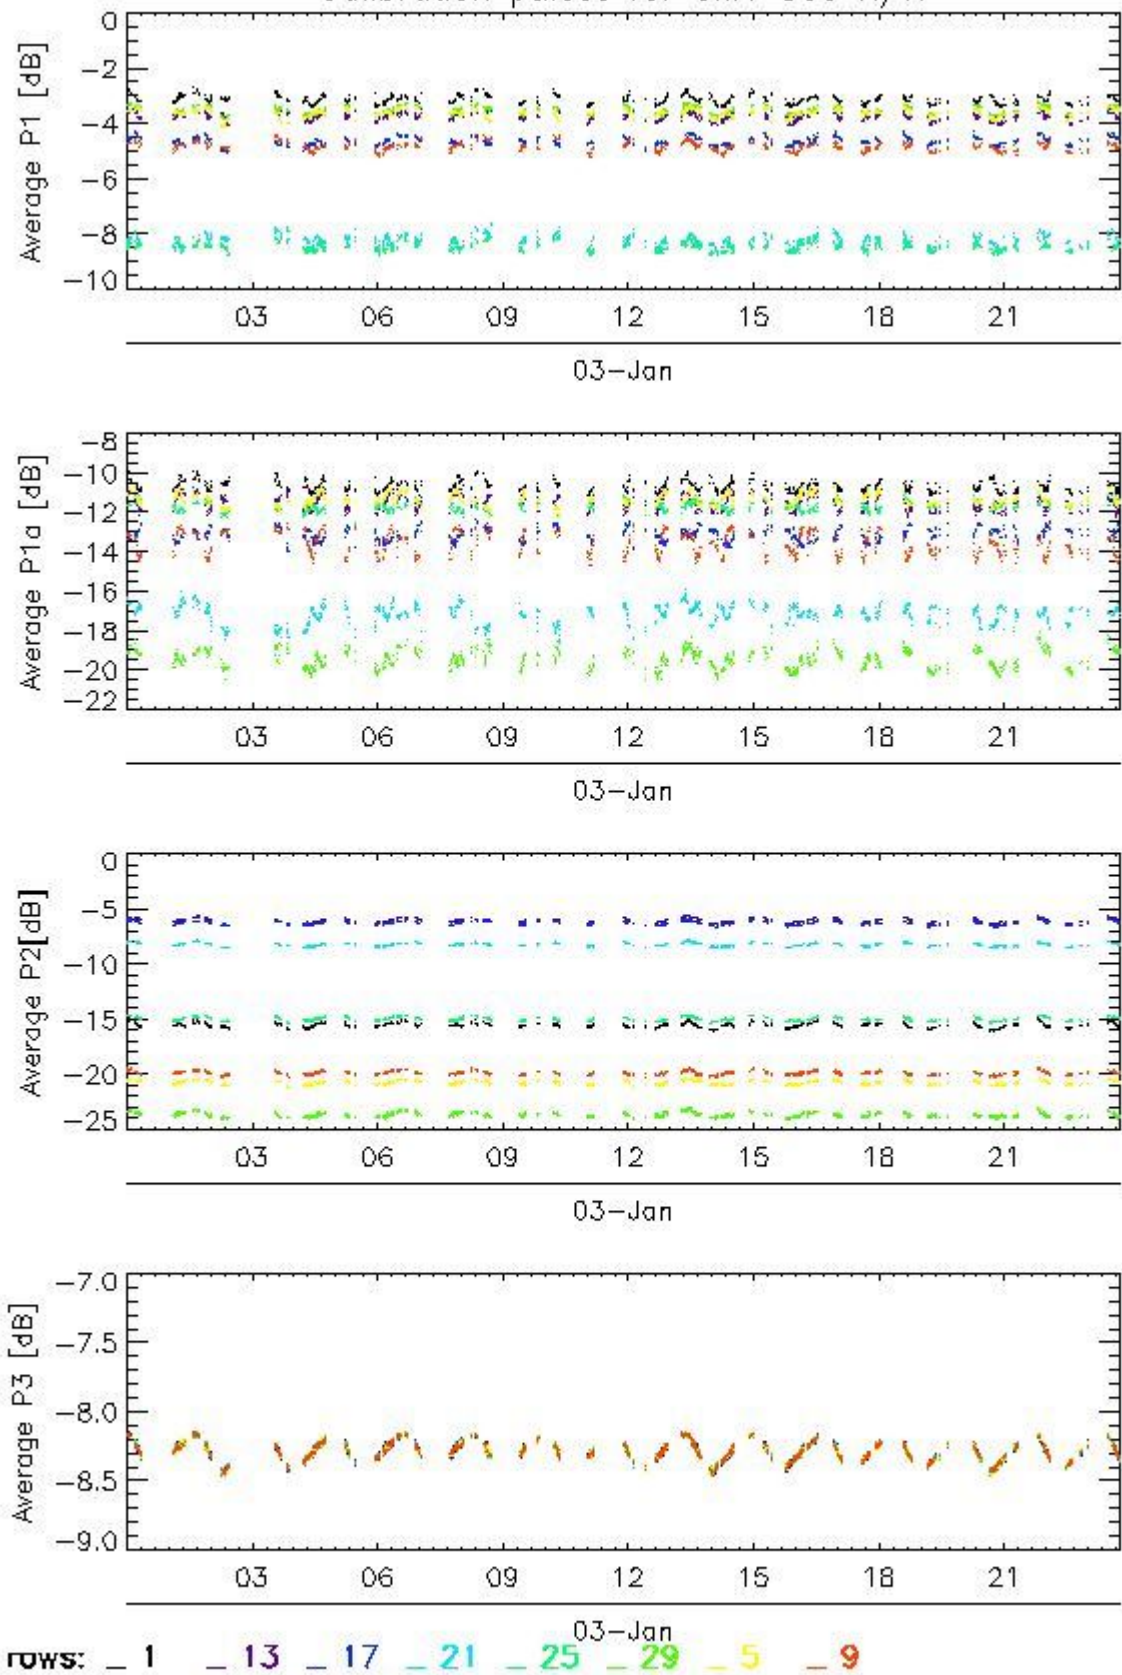 0
-2
-4
-6
-8
-10
Average P1 [dB]
03 06 09 12 15 18 21
03-Jan
-8
-10
-12
-14
-16
-18
-20
-22
Average P1a [dB]
03 06 09 12 15 18 21
03-Jan
0
-5
-10
-15
-20
-25
Average P2[dB]
03 06 09 12 15 18 21
03-Jan
-7.0
-7.5
-8.0
-8.5
-9.0
Average P3 [dB]
03 06 09 12 15 18 21
03-Jan
rows: _ 1 _ 13 _ 17 _ 21 _ 25 _ 29 _ 5 _ 9